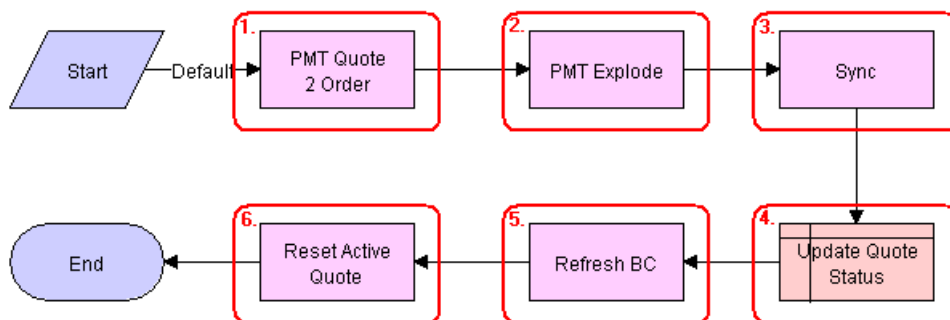 1.
2.
3.
Start
Default
PMT Quote
2 Order
PMT Explode
Sync
6.
5.
4.
End
Reset Active
Quote
Refresh BC
Update Quote
Status